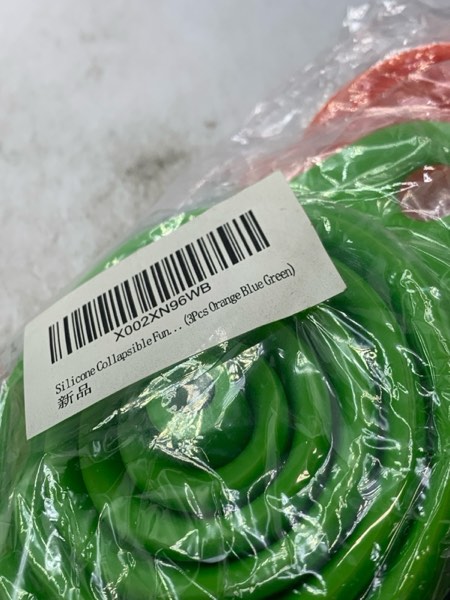 X002XN96WB
Silicone Collapsible Fun...(3Pcs Orange Blue Green)
新品